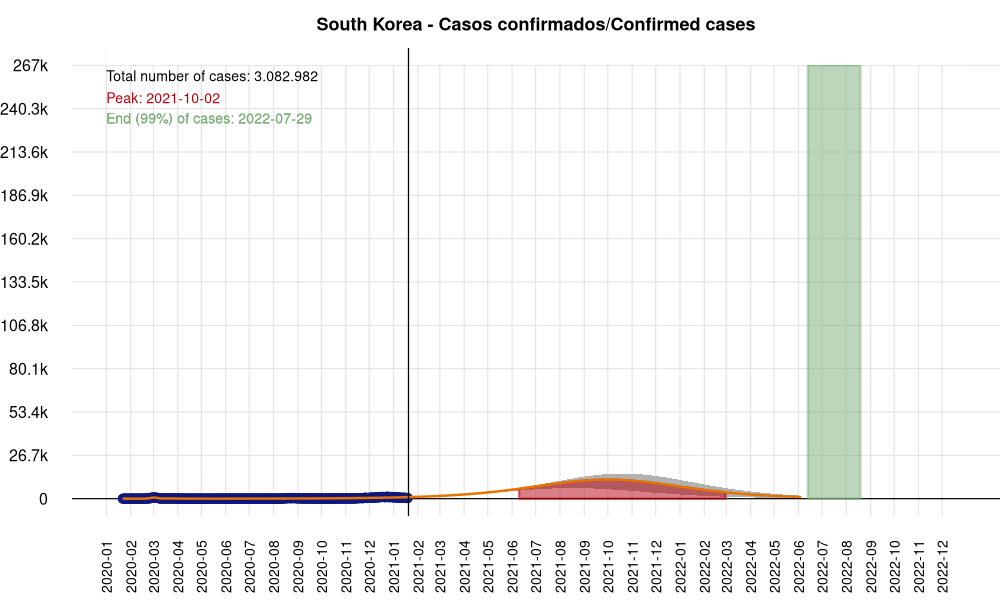 South Korea - Casos confirmados/Confirmed cases
Total number of cases: 3.082.982
Peak: 2021-10-02
End (99%) of cases: 2022-07-29
267k
240.3k
213.6k
186.9k
160.2k
133.5k
106.8k
80.1k
53.4k
26.7k
0
2020-01
2020-02
2020-03
2020-04
2020-05
2020-06
2020-07
2020-08
2020-09
2020-10
2020-11
2020-12
2021-01
2021-02
2021-03
2021-04
2021-05
2021-06
2021-07
2021-08
2021-09
2021-10
2021-11
2021-12
2022-01
2022-02
2022-03
2022-04
2022-05
2022-06
2022-07
2022-08
2022-09
2022-10
2022-11
2022-12